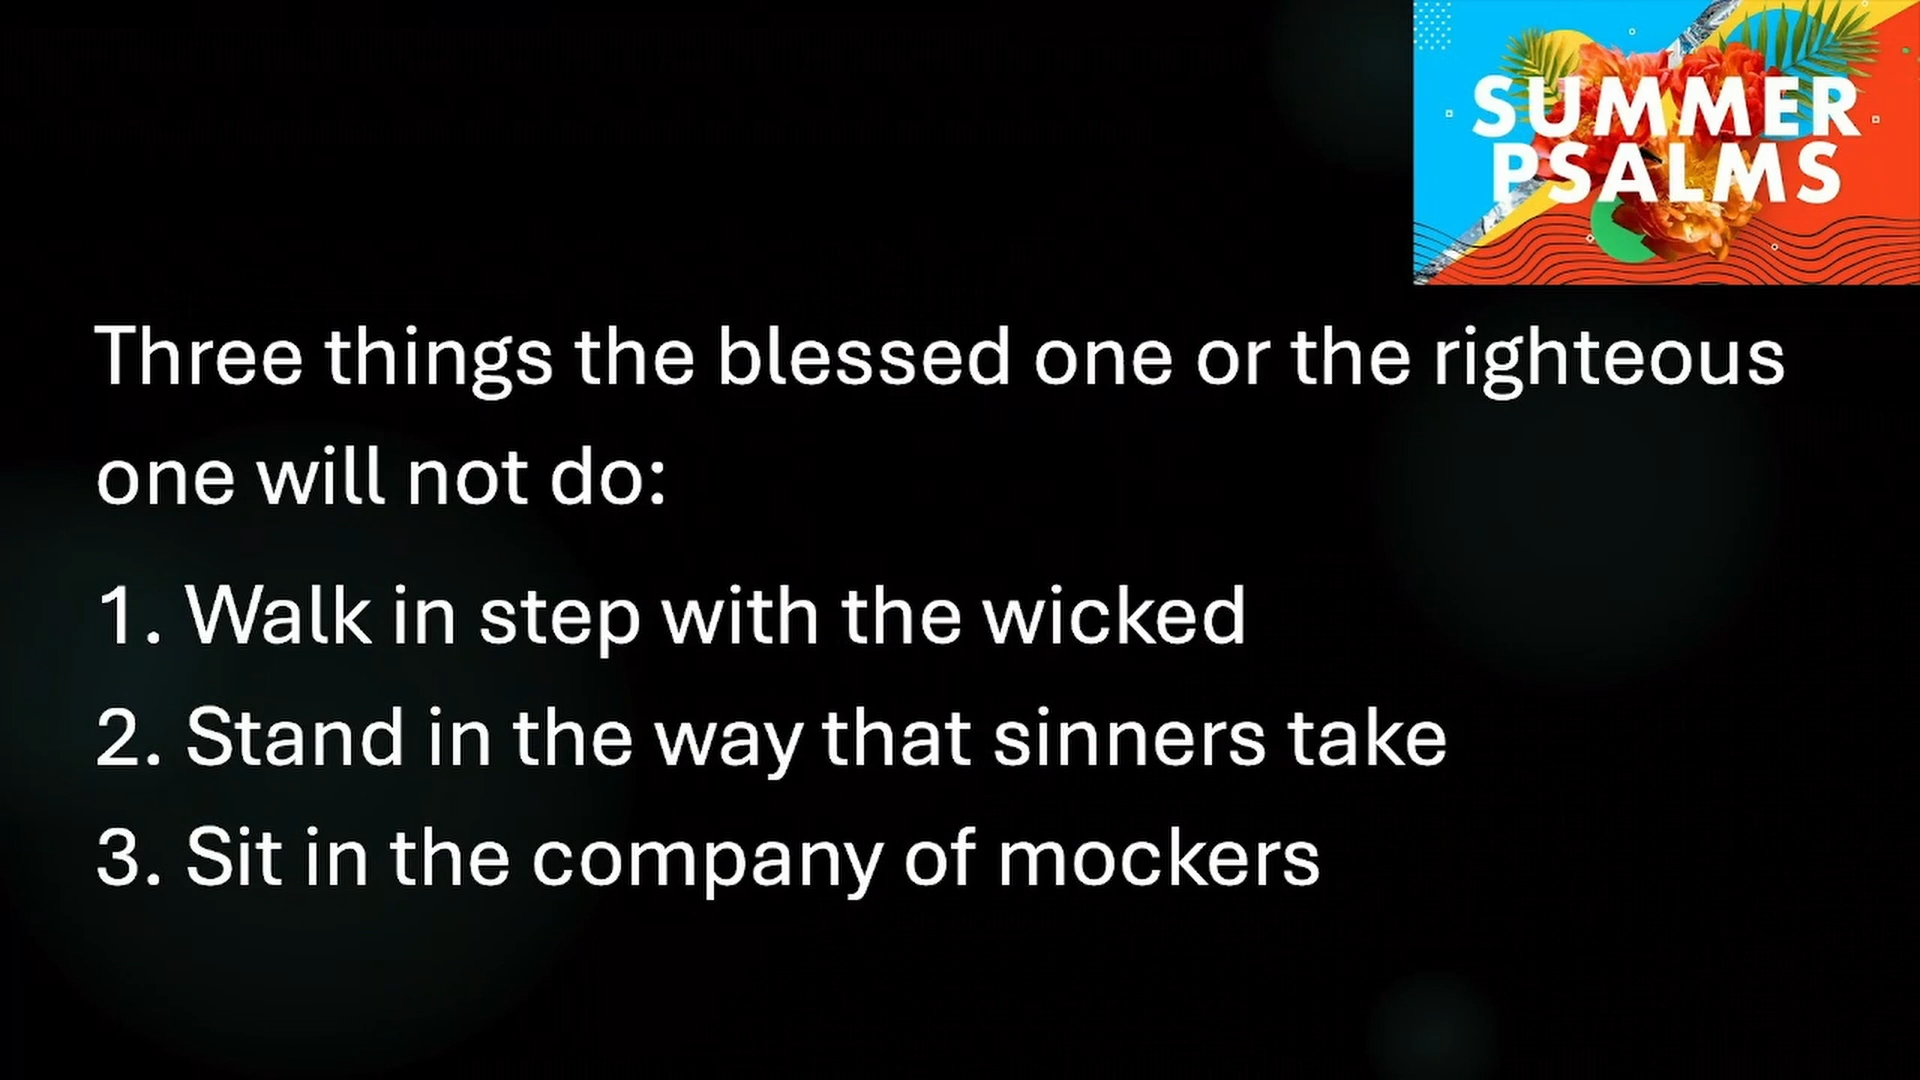 SUMMER
PSALMS
Three things the blessed one or the righteous
one will not do:
1. Walk in step with the wicked
2. Stand in the way that sinners take
3. Sit in the company of mockers